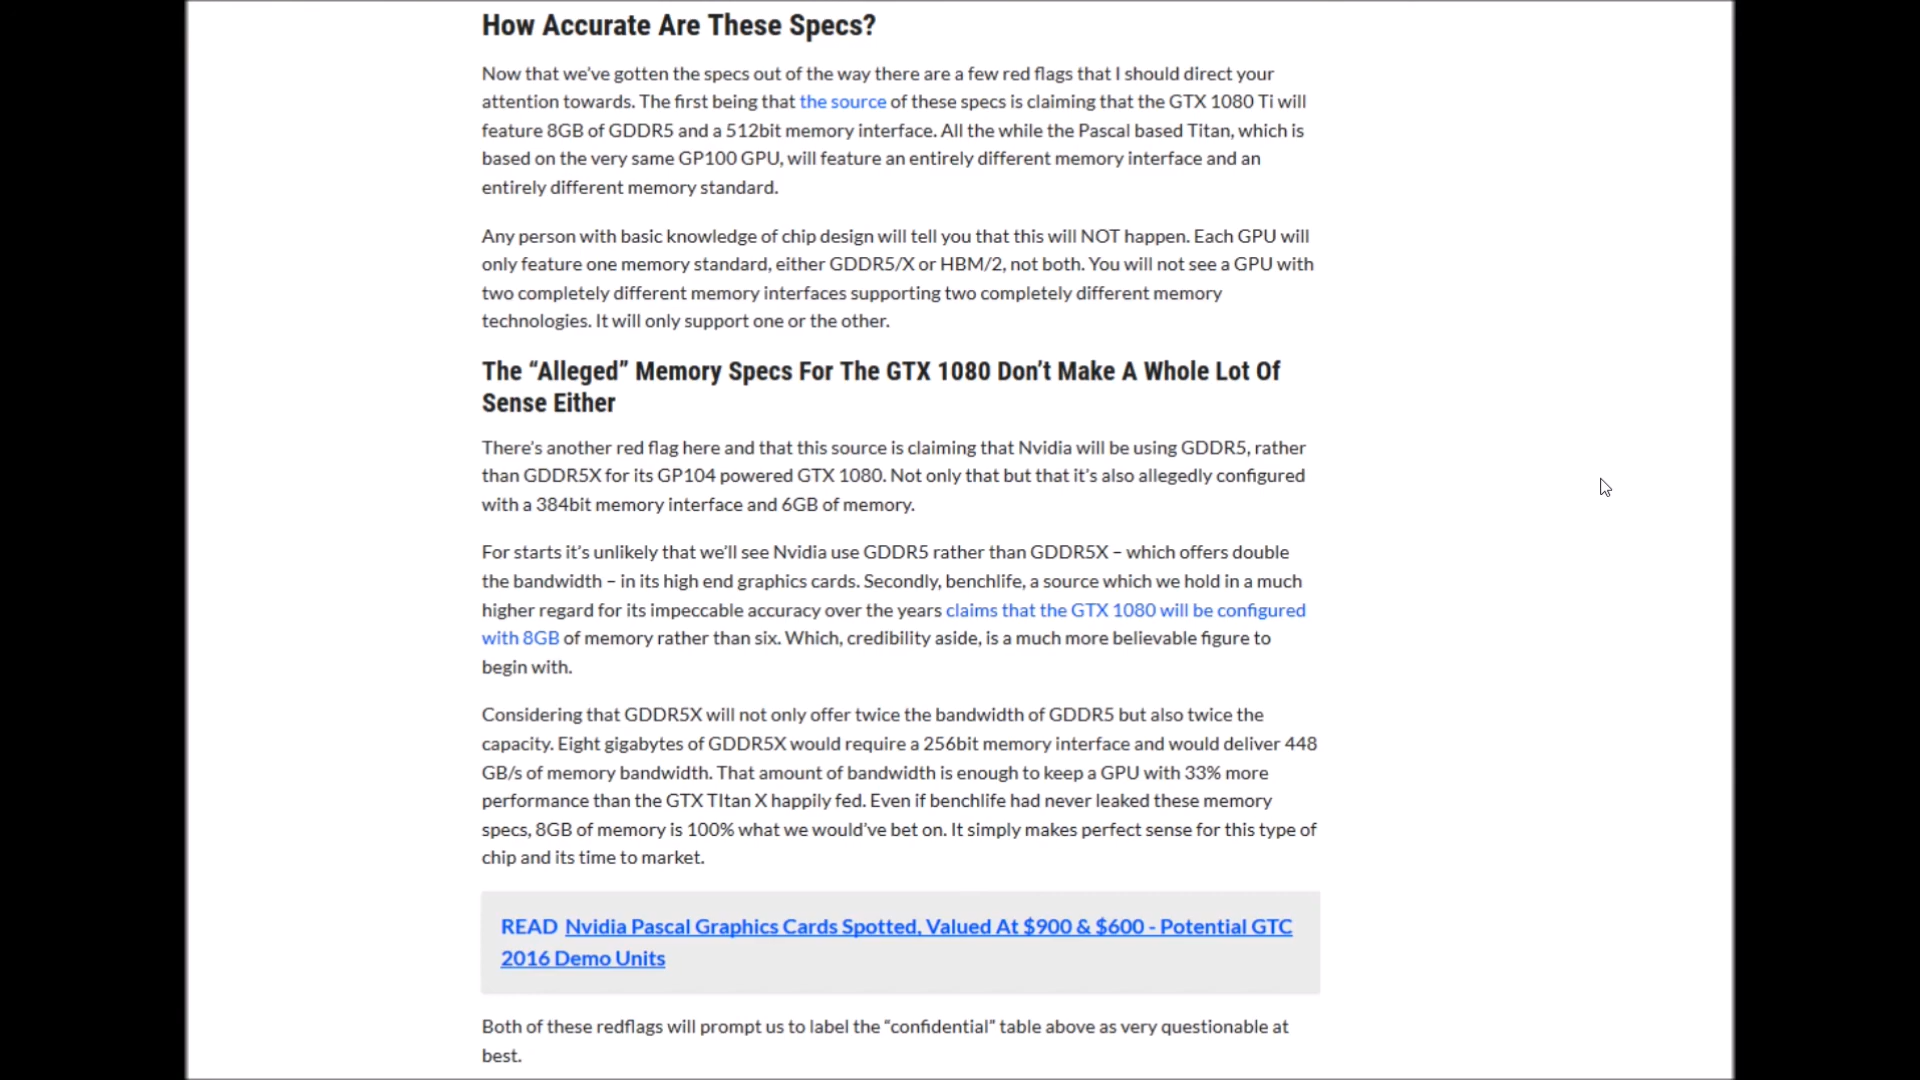 How Accurate Are These Specs?
Now that we've gotten the specs out of the way there are a few red flags that I should direct your
attention towards. The first being that the source of these specs is claiming that the GTX 1080 Ti will
feature 8GB of GDDR5 and a 512bit memory interface. All the while the Pascal based Titan, which is
based on the very same GP100 GPU, will feature an entirely different memory interface and an
entirely different memory standard.
Any person with basic knowledge of chip design will tell you that this will NOT happen. Each GPU will
only feature one memory standard, either GDDR5/X or HBM/2, not both. You will not see a GPU with
two completely different memory interfaces supporting two completely different memory
technologies. It will only support one or the other.
The “Alleged” Memory Specs For The GTX 1080 Don’t Make A Whole Lot Of
Sense Either
There’s another red flag here and that this source is claiming that Nvidia will be using GDDR5, rather
than GDDR5X for its GP104 powered GTX 1080. Not only that but that it’s also allegedly configured
with a 384bit memory interface and 6GB of memory.
For starts it’s unlikely that we’ll see Nvidia use GDDR5 rather than GDDR5X – which offers double
the bandwidth – in its high end graphics cards. Secondly, benchlife, a source which we hold in a much
higher regard for its impeccable accuracy over the years claims that the GTX 1080 will be configured
with 8GB of memory rather than six. Which, credibility aside, is a much more believable figure to
begin with.
Considering that GDDR5X will not only offer twice the bandwidth of GDDR5 but also twice the
capacity. Eight gigabytes of GDDR5X would require a 256bit memory interface and would deliver 448
GB/s of memory bandwidth. That amount of bandwidth is enough to keep a GPU with 33% more
performance than the GTX TItan X happily fed. Even if benchlife had never leaked these memory
specs, 8GB of memory is 100% what we would’ve bet on. It simply makes perfect sense for this type of
chip and its time to market.
READ Nvidia Pascal Graphics Cards Spotted, Valued At $900 & $600 - Potential GTC
2016 Demo Units
Both of these redflags will prompt us to label the “confidential” table above as very questionable at
best.